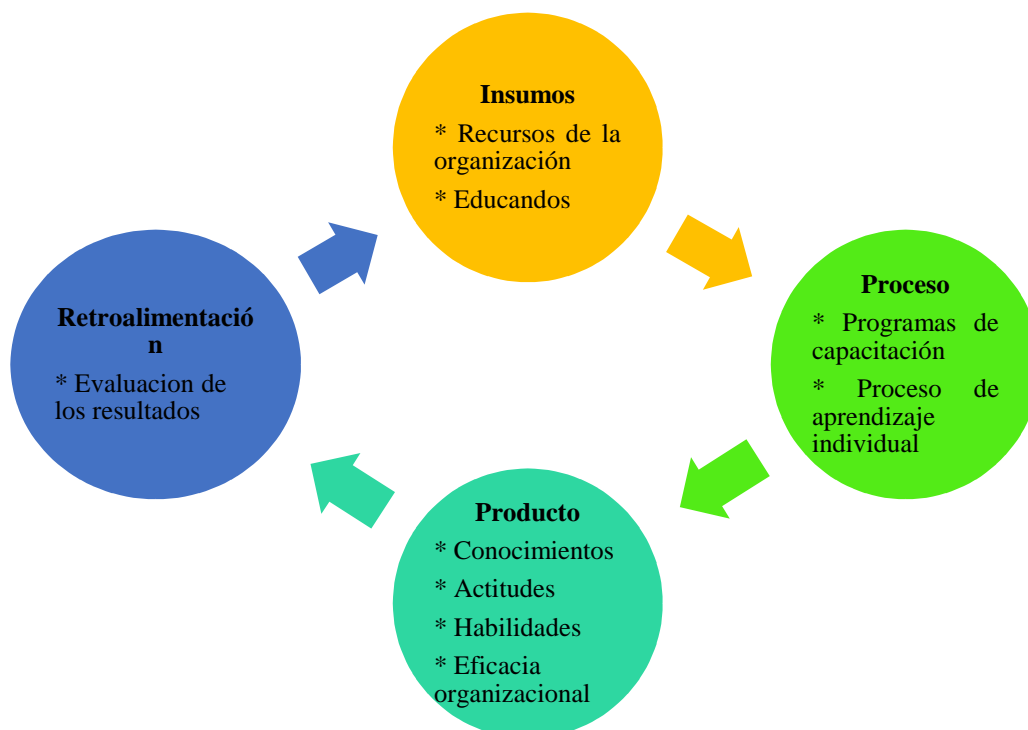 Insumos
* Recursos de la
organización
* Educandos
Proceso
* Programas de
capacitación
* Proceso de
aprendizaje
individual
Producto
* Conocimientos
* Actitudes
* Habilidades
* Eficacia
organizacional
Retroalimentació
n
* Evaluacion de
los resultados